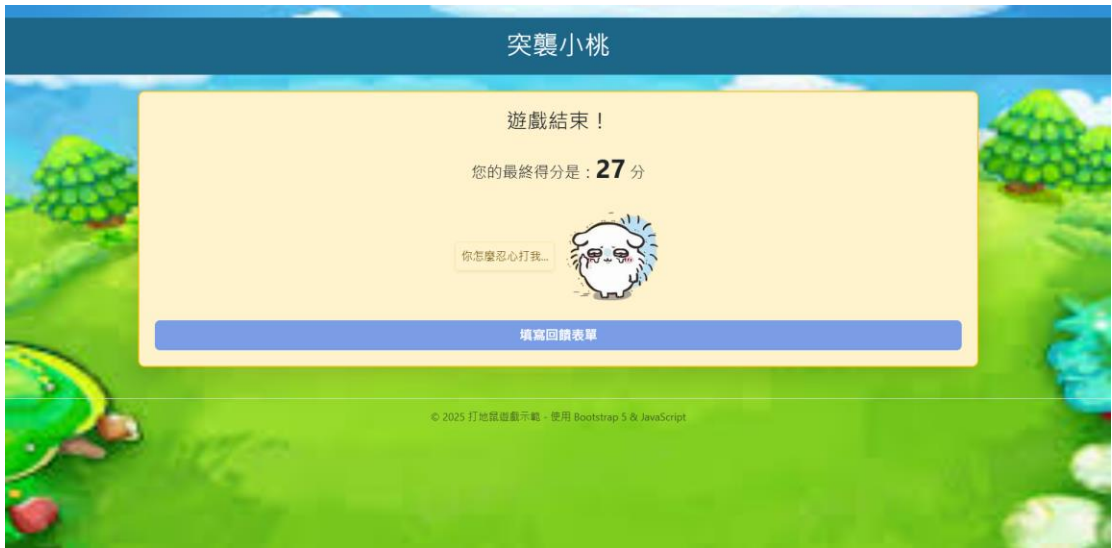 突襲小桃
遊戲結束！
您的最終得分是：27 分
你怎麼忍心打我...
填寫回饋表單
© 2025 打地鼠遊戲示範 - 使用 Bootstrap 5 & JavaScript